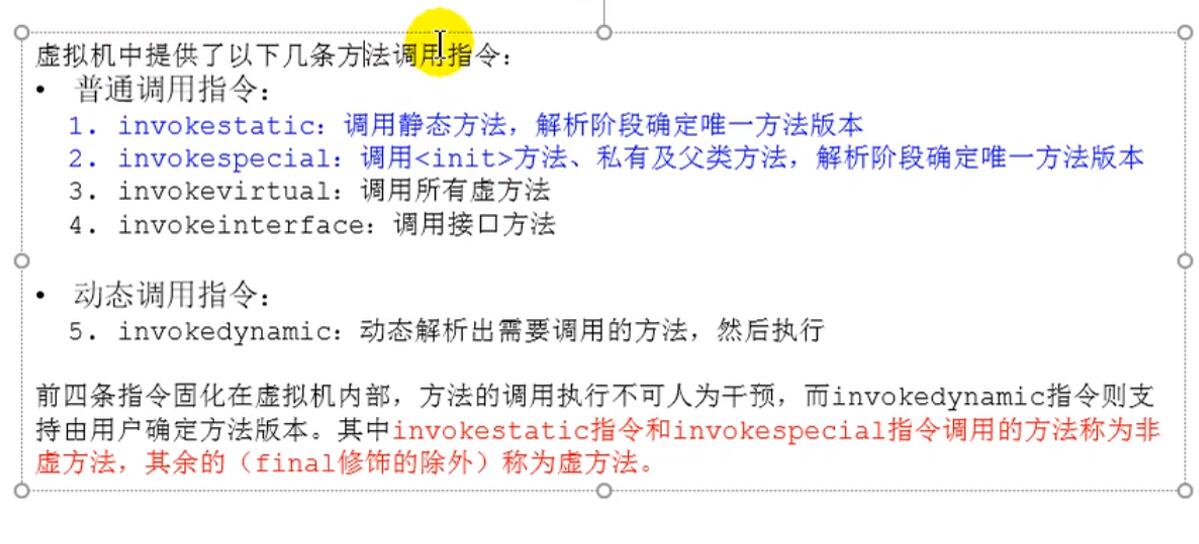 虚拟机中提供了以下几条方法调用指令:
• 普通调用指令:
1. invokestatic: 调用静态方法, 解析阶段确定唯一方法版本
2. invokespecial: 调用<init>方法、私有及父类方法, 解析阶段确定唯一方法版本
3. invokevirtual: 调用所有虚方法
4. invokeinterface: 调用接口方法
• 动态调用指令:
5. invokedynamic: 动态解析出需要调用的方法, 然后执行
前四条指令固化在虚拟机内部, 方法的调用执行不可人为干预, 而invokedynamic指令则支
持由用户确定方法版本。其中invokestatic指令和invokespecial指令调用的方法称为非
虚方法, 其余的 (final修饰的除外) 称为虚方法。